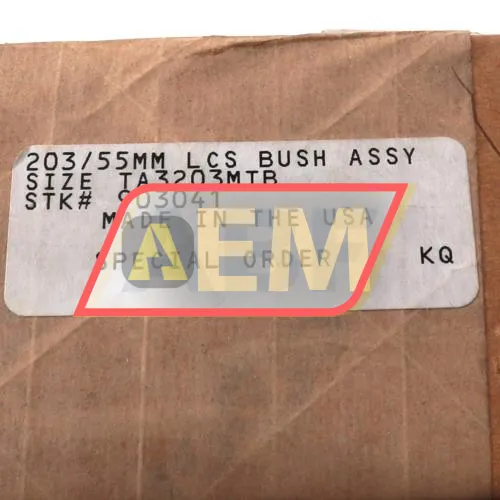 203/55MM LCS BUSH ASSY
SIZE TA3203MTB
STK# 903041
MADE IN THE USA
SPECIAL ORDER KQ
AEM